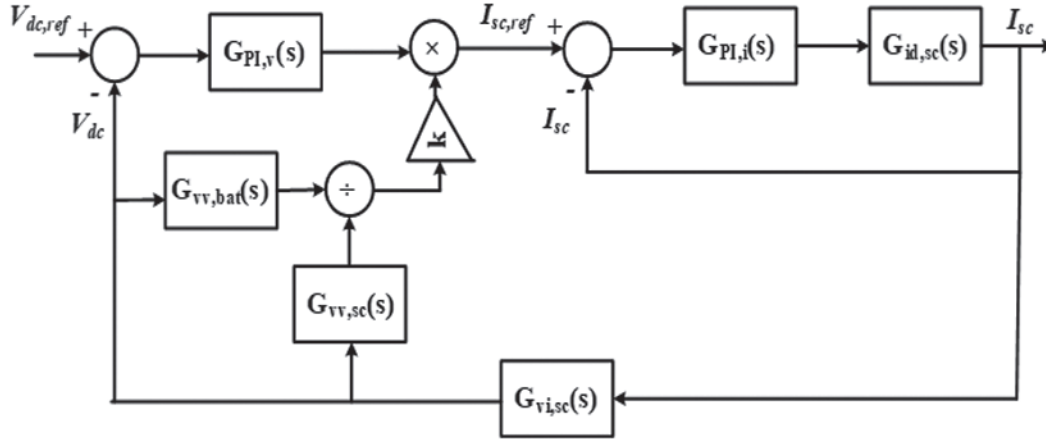 V_dc,ref + I_sc,ref + I_sc
G_PI,v(s) × G_PI,i(s) G_id,sc(s)
- -
V_dc k I_sc
G_vv,bat(s) ÷
G_vv,sc(s)
G_vi,sc(s)